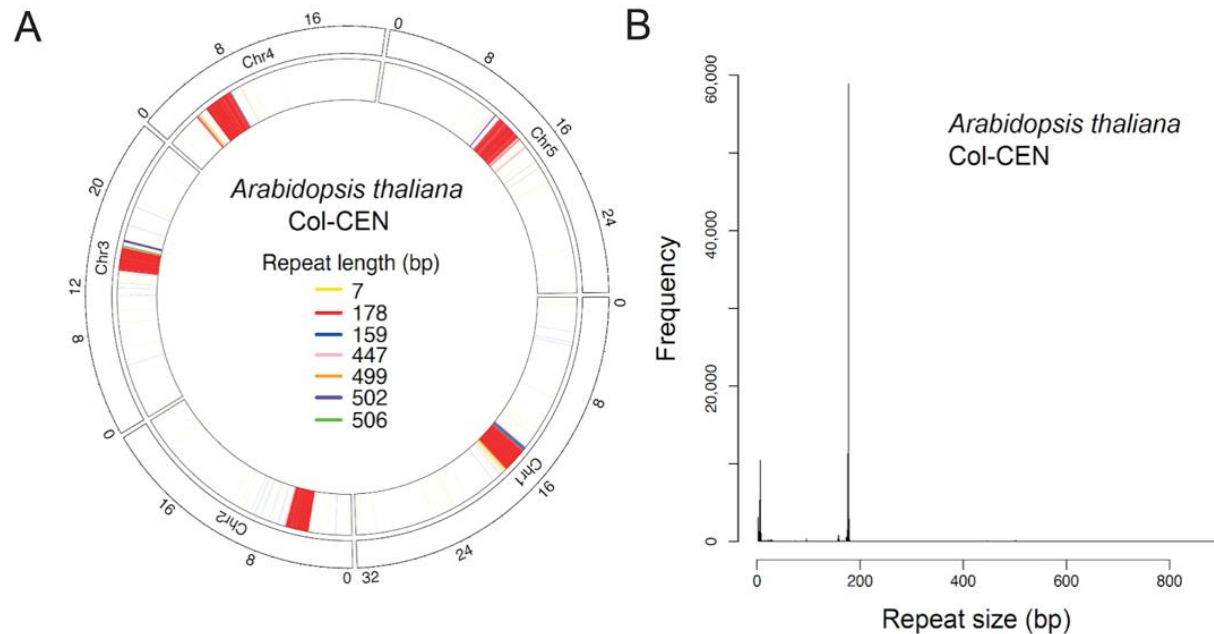 A
Chr4
0
8
16
Chr5
0
8
16
24
Chr1
0
8
16
24
32
Chr2
0
8
16
Chr3
0
8
12
20
Arabidopsis thaliana
Col-CEN
Repeat length (bp)
7
178
159
447
499
502
506
B
Arabidopsis thaliana
Col-CEN
Frequency
60,000
40,000
20,000
0
0 200 400 600 800
Repeat size (bp)